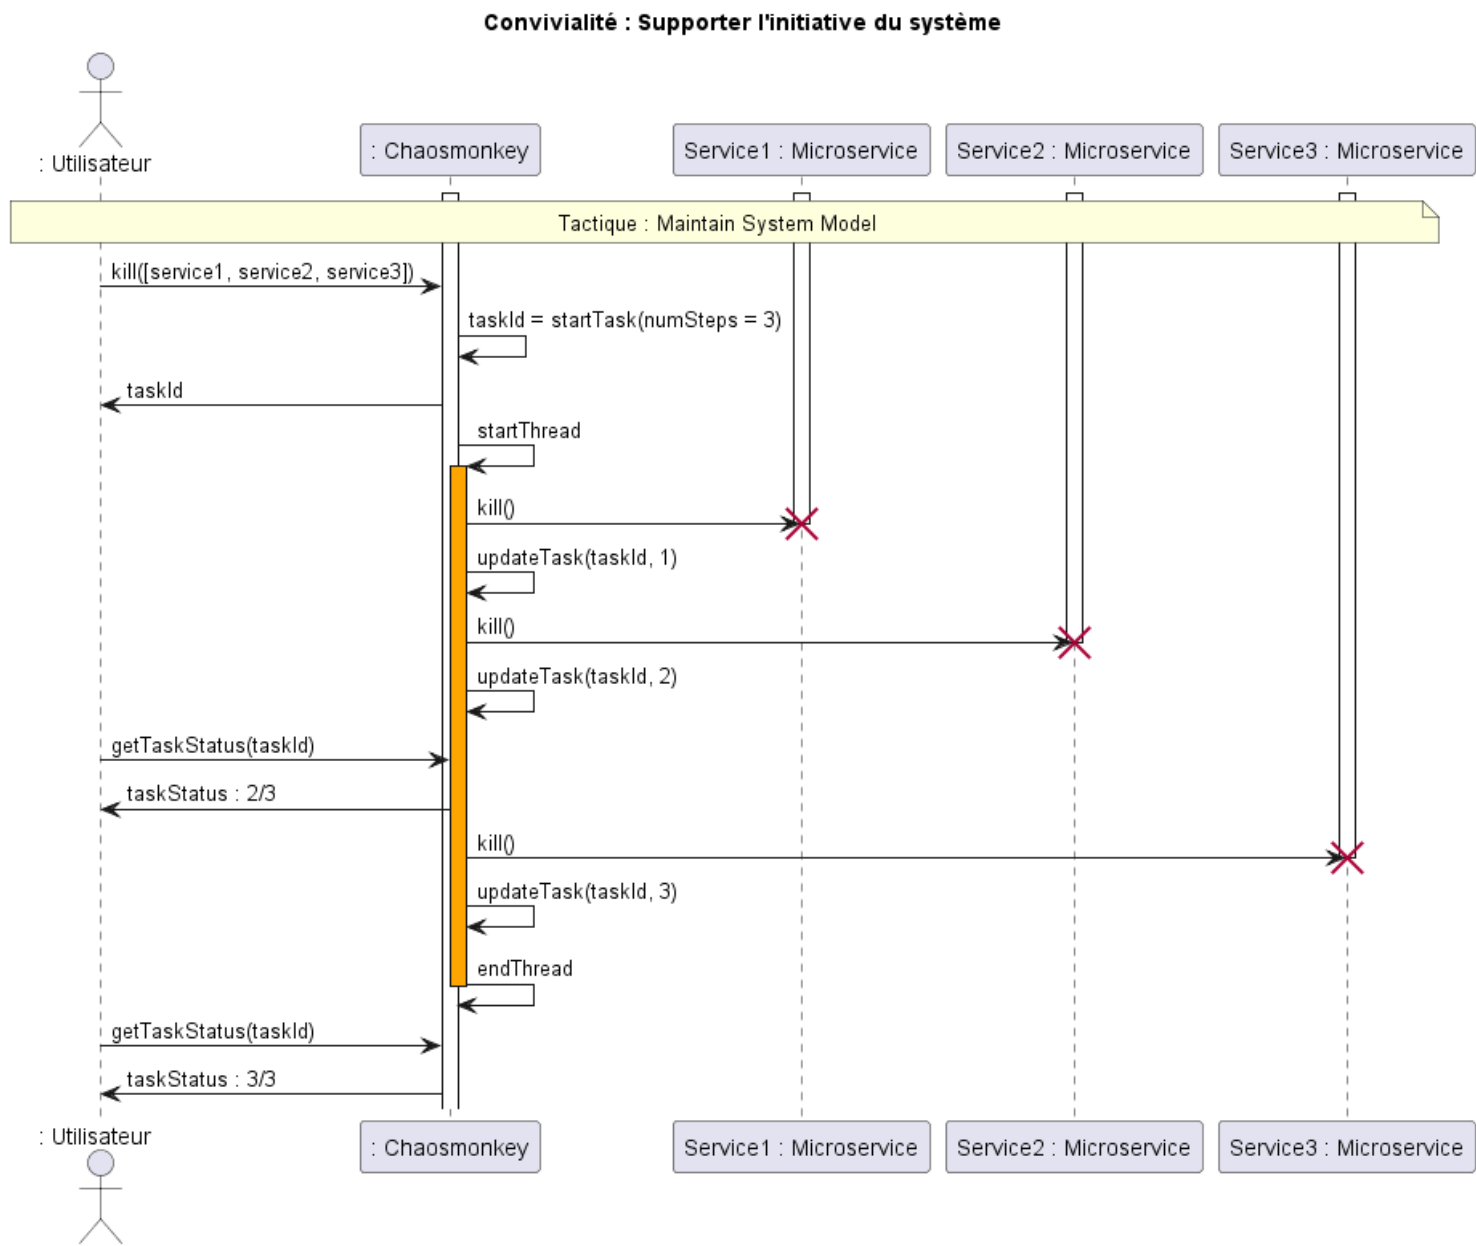 Convivialité : Supporter l'initiative du système
: Utilisateur
: Chaosmonkey
Service1 : Microservice
Service2 : Microservice
Service3 : Microservice
Tactique : Maintain System Model
kill([service1, service2, service3])
taskId = startTask(numSteps = 3)
taskId
startThread
kill()
updateTask(taskId, 1)
kill()
updateTask(taskId, 2)
getTaskStatus(taskId)
taskStatus : 2/3
kill()
updateTask(taskId, 3)
endThread
getTaskStatus(taskId)
taskStatus : 3/3
: Utilisateur
: Chaosmonkey
Service1 : Microservice
Service2 : Microservice
Service3 : Microservice